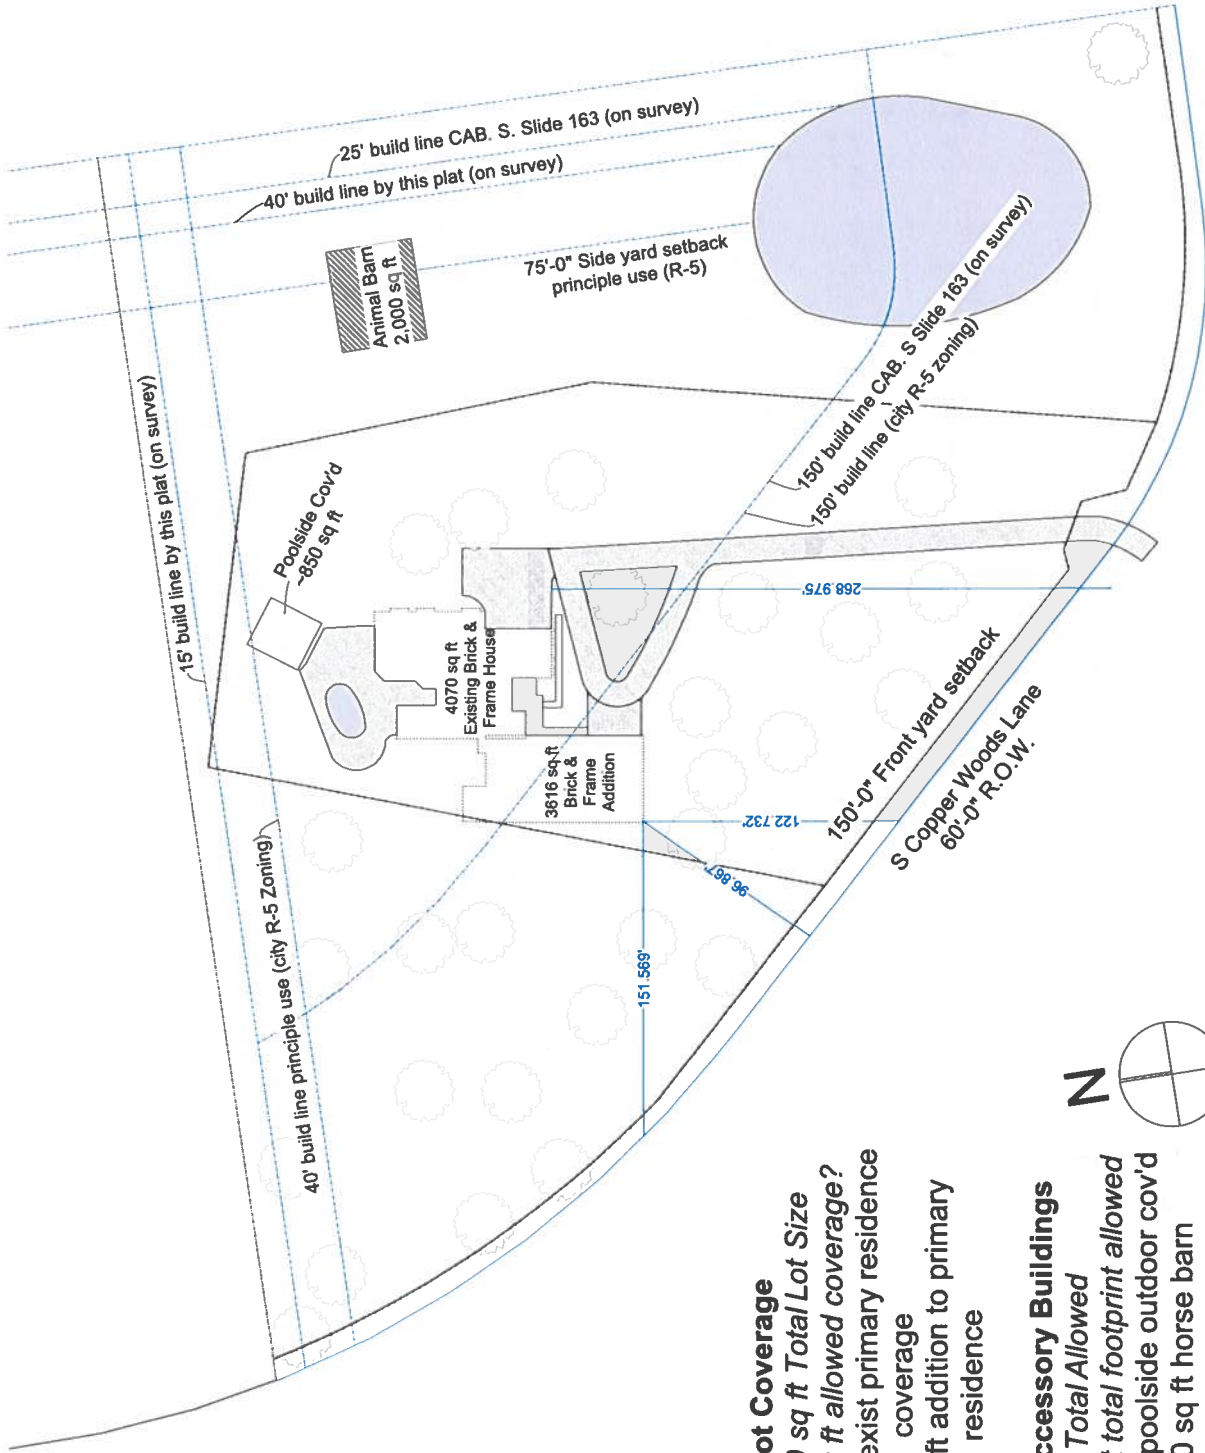 25' build line CAB. S. Slide 163 (on survey)
40' build line by this plat (on survey)
75'-0" Side yard setback
principle use (R-5)
Animal Barn
2,000 sq ft
15' build line by this plat (on survey)
Poolside Cov'd
~850 sq ft
150' build line CAB. S Slide 163 (on survey)
150' build line (city R-5 zoning)
4070 sq ft
Existing Brick &
Frame House
268.975'
3616 sq ft
Brick &
Frame
Addition
122.732'
150'-0" Front yard setback
S Copper Woods Lane
60'-0" R.O.W.
96.867'
151.569'
40' build line principle use (city R-5 Zoning)
N
ot Coverage
sq ft Total Lot Size
ft allowed coverage?
exist primary residence
coverage
ft addition to primary
residence
ccessory Buildings
Total Allowed
total footprint allowed
poolside outdoor cov'd
0 sq ft horse barn